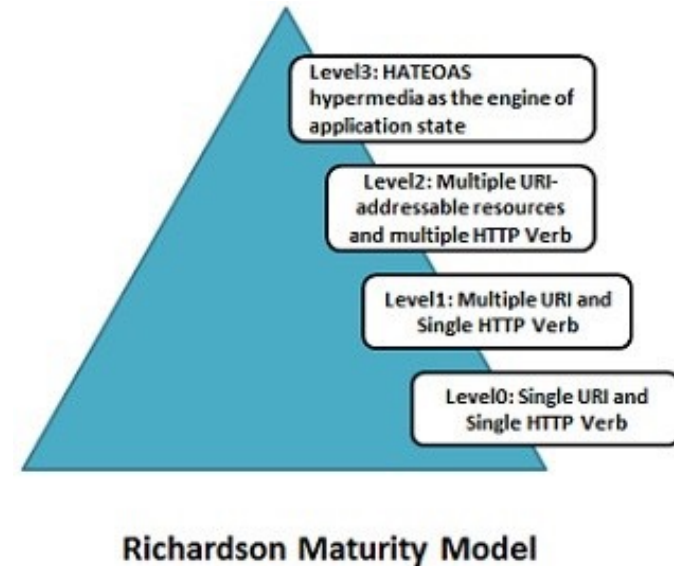 Level3: HATEOAS
hypermedia as the engine of
application state
Level2: Multiple URI-
addressable resources
and multiple HTTP Verb
Level1: Multiple URI and
Single HTTP Verb
Level0: Single URI and
Single HTTP Verb
Richardson Maturity Model